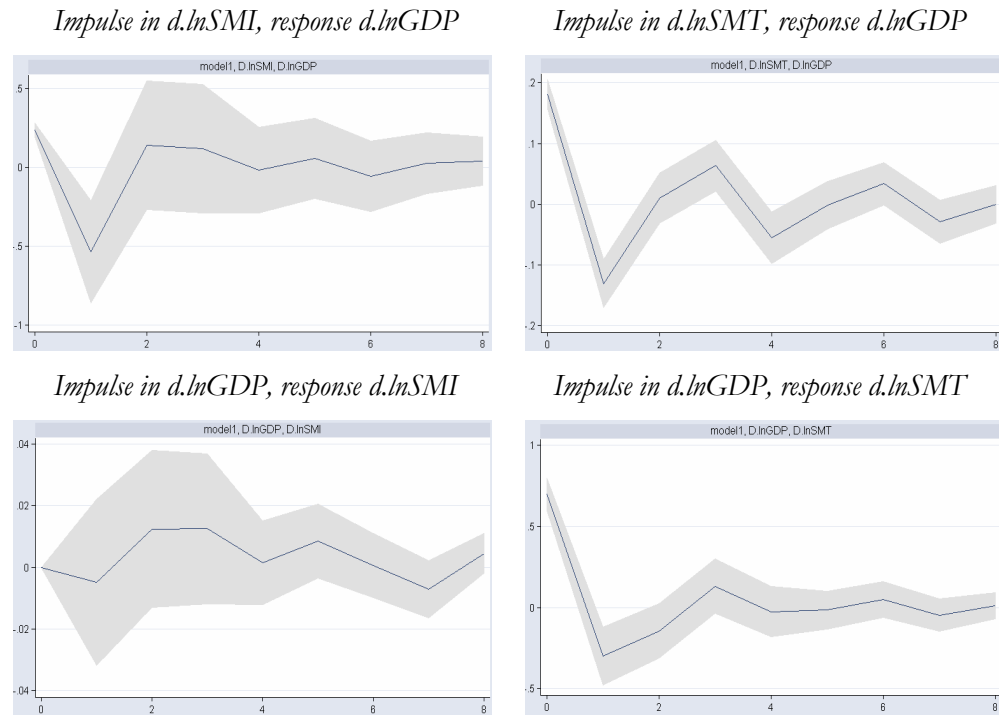 Impulse in d.lnSMI, response d.lnGDP
Impulse in d.lnSMT, response d.lnGDP
model1, D.lnSMI, D.lnGDP
.5
0
-.5
-1
0 2 4 6 8
model1, D.lnSMT, D.lnGDP
.2
.1
0
-.1
-.2
0 2 4 6 8
Impulse in d.lnGDP, response d.lnSMI
Impulse in d.lnGDP, response d.lnSMT
model1, D.lnGDP, D.lnSMI
.04
.02
0
-.02
-.04
0 2 4 6 8
model1, D.lnGDP, D.lnSMT
1
.5
0
-.5
0 2 4 6 8